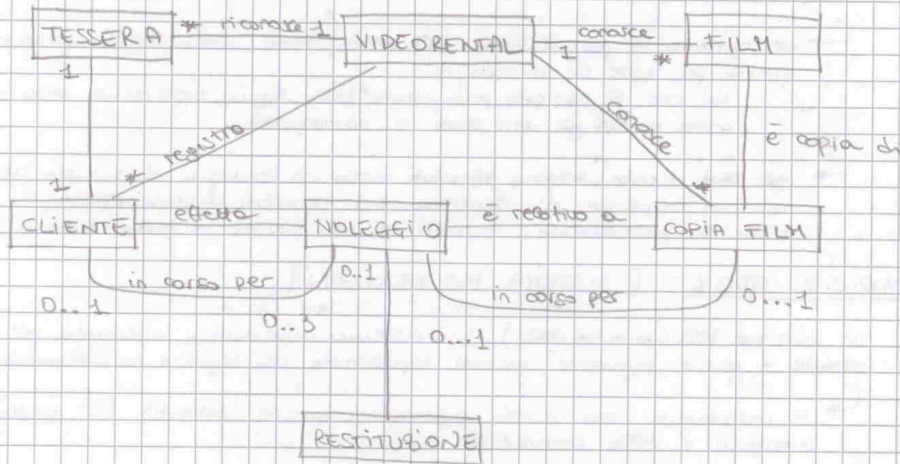 TESSERA * riconosce 1 VIDEORENTAL 1 conosce * FILM
1
registra *
conosce *
è copia di
1
CLIENTE effettua NOLEGGIO è relativo a COPIA FILM
in corso per
0..1
0..3
0..1
in corso per
0...1
0...1
RESTITUZIONE